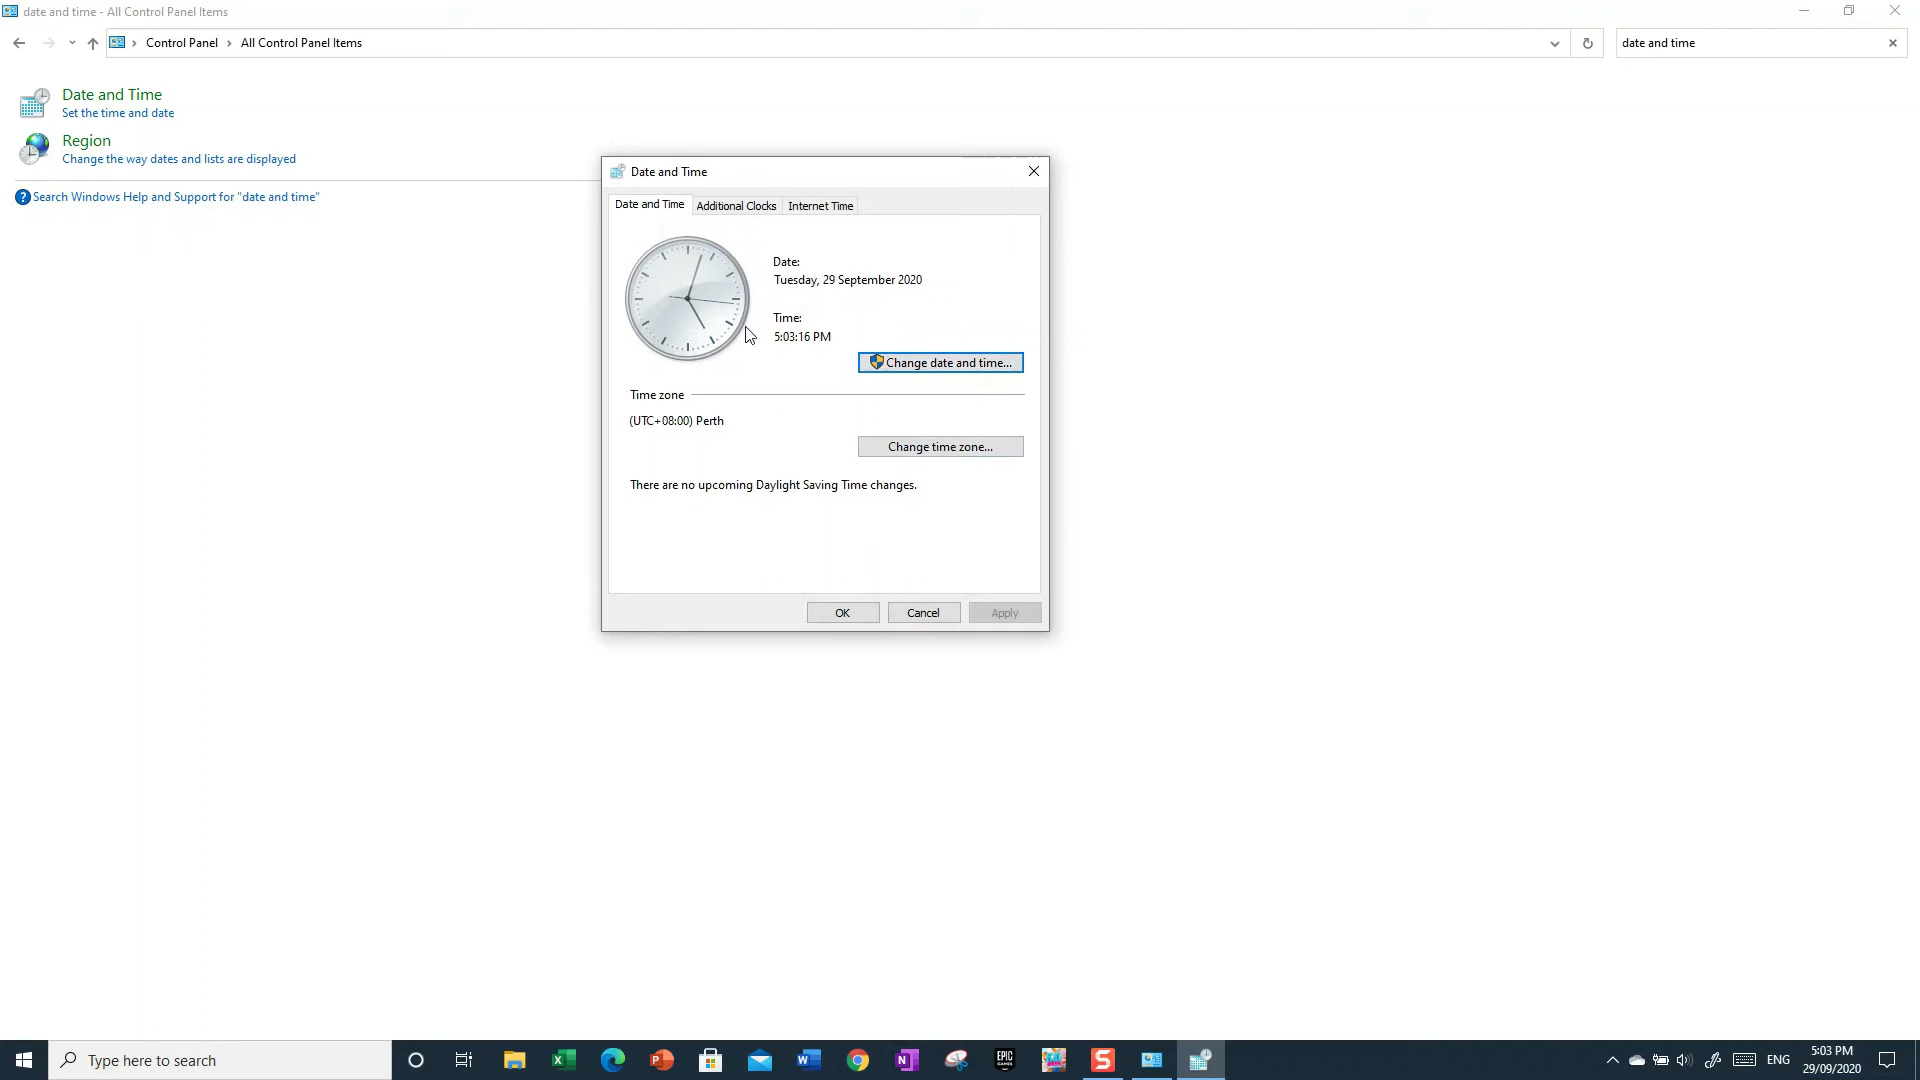 date and time - All Control Panel Items
Control Panel > All Control Panel Items
date and time
Date and Time
Set the time and date
Region
Change the way dates and lists are displayed
? Search Windows Help and Support for "date and time"
Date and Time
Date and Time Additional Clocks Internet Time
Date:
Tuesday, 29 September 2020
Time:
5:03:16 PM
Change date and time...
Time zone
(UTC+08:00) Perth
Change time zone...
There are no upcoming Daylight Saving Time changes.
OK Cancel Apply
Type here to search
EPIC GAMES
ENG
5:03 PM
29/09/2020